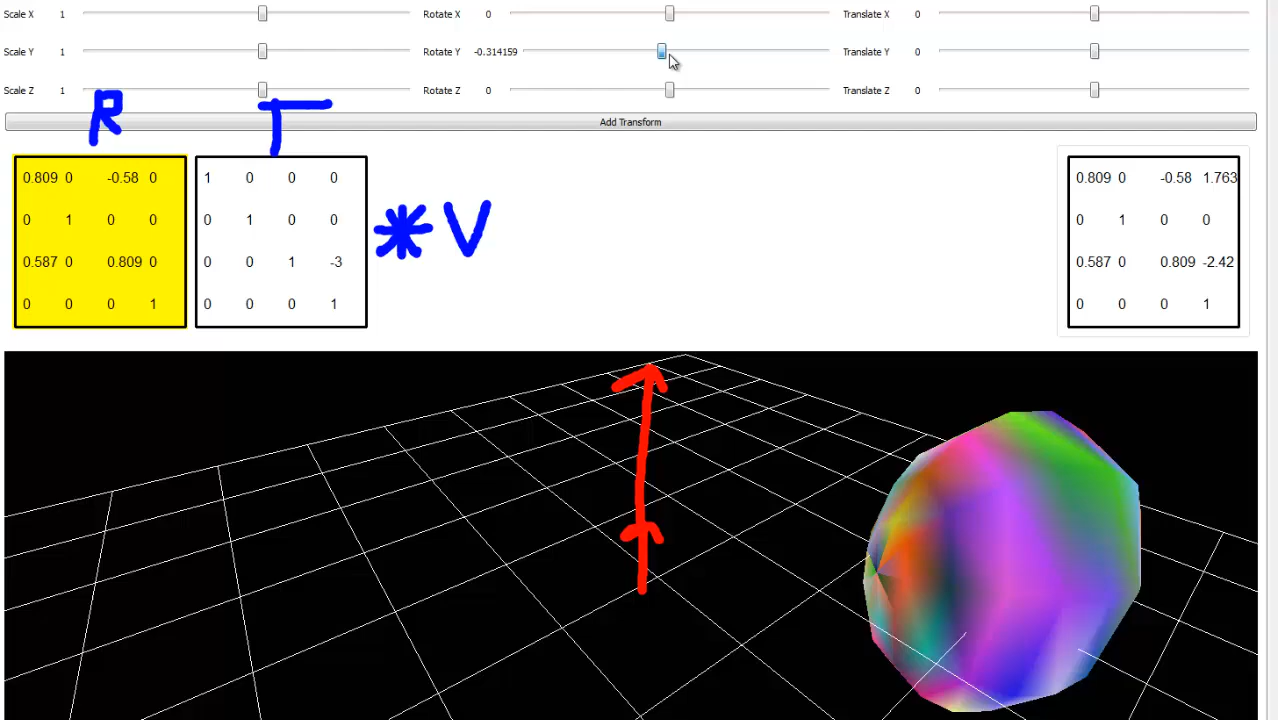 Scale X 1 Rotate X 0 Translate X 0
Scale Y 1 Rotate Y -0.314159 Translate Y 0
Scale Z 1 Rotate Z 0 Translate Z 0
R T
Add Transform
0.809 0 -0.58 0 1 0 0 0 0.809 0 -0.58 1.763
0 1 0 0 0 1 0 0 * V 0 1 0 0
0.587 0 0.809 0 0 0 1 -3 0.587 0 0.809 -2.42
0 0 0 1 0 0 0 1 0 0 0 1